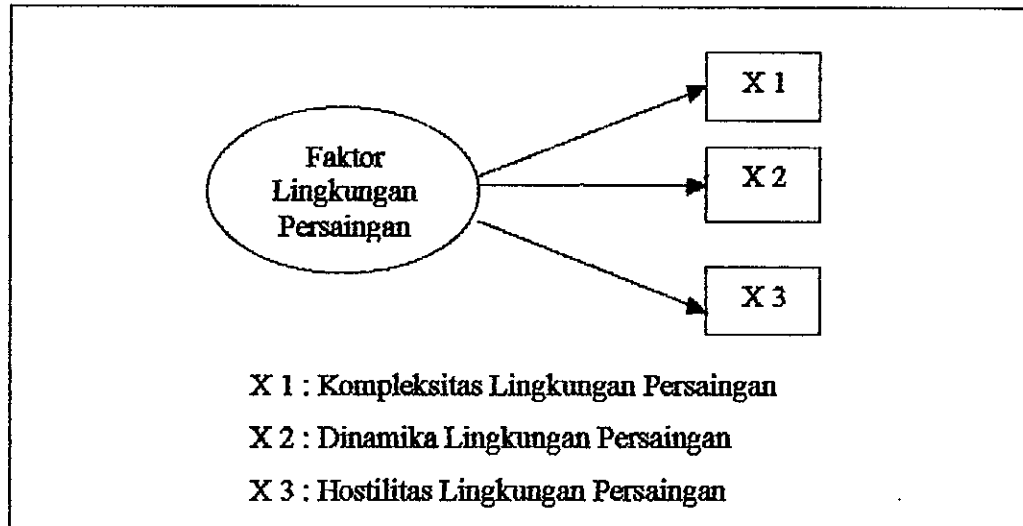 X 1
Faktor
Lingkungan
Persaingan
X 2
X 3
X 1 : Kompleksitas Lingkungan Persaingan
X 2 : Dinamika Lingkungan Persaingan
X 3 : Hostilitas Lingkungan Persaingan